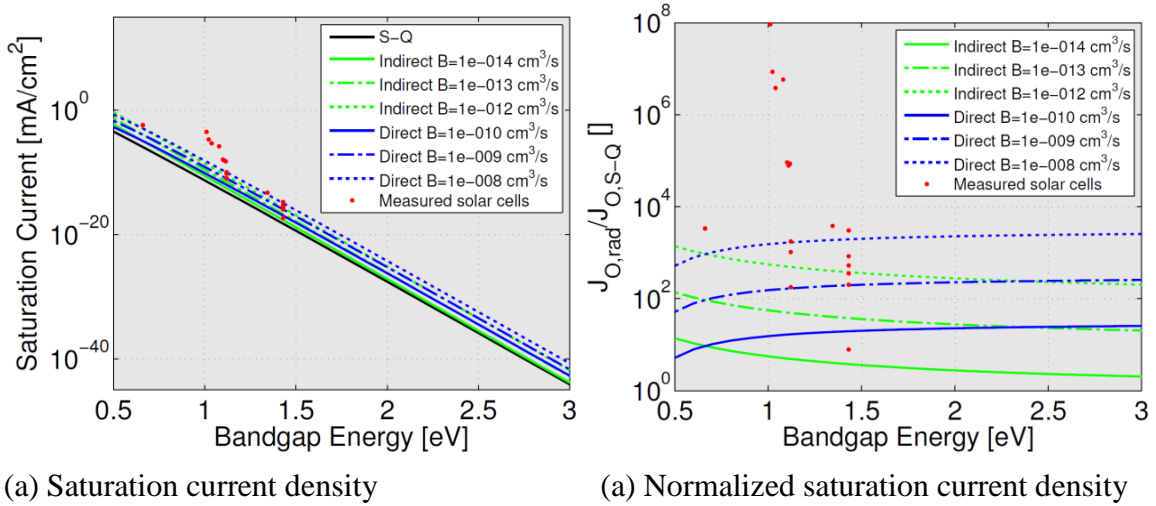 S−Q
Indirect B=1e−014 cm³/s
Indirect B=1e−013 cm³/s
Indirect B=1e−012 cm³/s
Direct B=1e−010 cm³/s
Direct B=1e−009 cm³/s
Direct B=1e−008 cm³/s
Measured solar cells
Saturation Current [mA/cm²]
10⁰
10⁻²⁰
10⁻⁴⁰
0.5 1 1.5 2 2.5 3
Bandgap Energy [eV]
(a) Saturation current density
Indirect B=1e−014 cm³/s
Indirect B=1e−013 cm³/s
Indirect B=1e−012 cm³/s
Direct B=1e−010 cm³/s
Direct B=1e−009 cm³/s
Direct B=1e−008 cm³/s
Measured solar cells
J_O,rad/J_O,S−Q []
10⁸
10⁶
10⁴
10²
10⁰
0.5 1 1.5 2 2.5 3
Bandgap Energy [eV]
(a) Normalized saturation current density